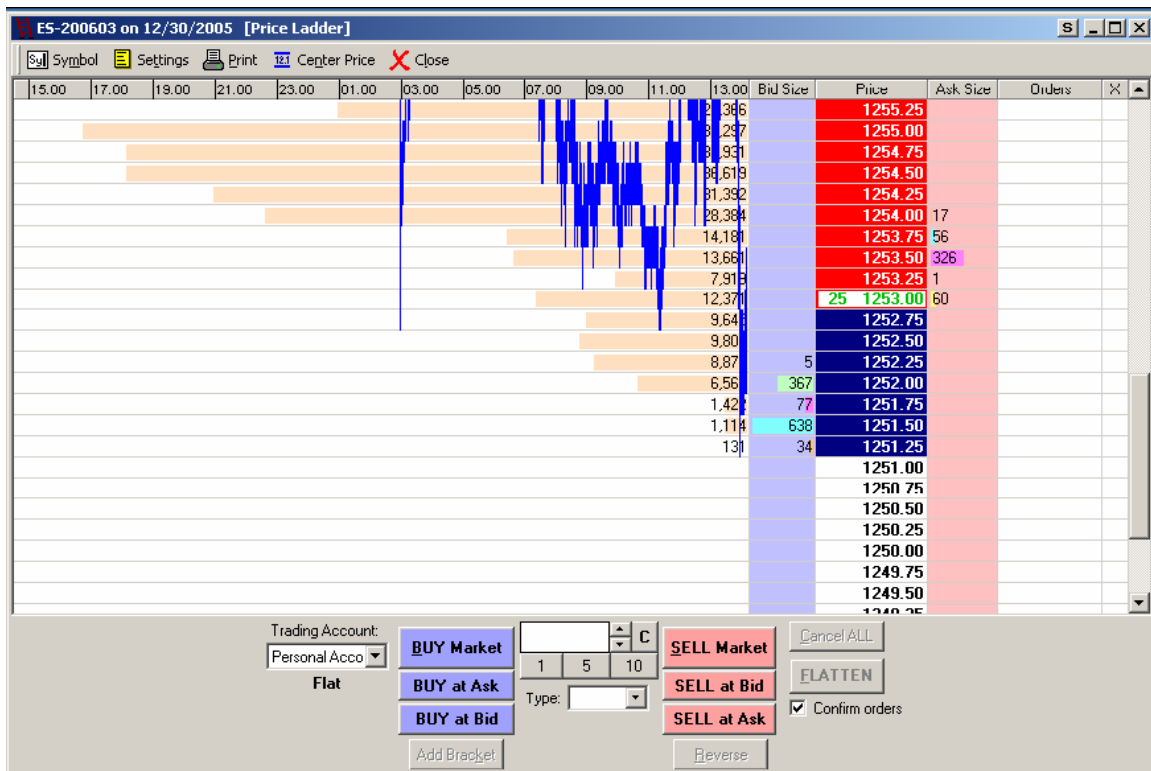 ES-200603 on 12/30/2005 [Price Ladder] S
Sy Symbol Settings Print 12.1 Center Price Close
15.00 17.00 19.00 21.00 23.00 01.00 03.00 05.00 07.00 09.00 11.00 13.00 Bid Size Price Ask Size Orders X
1255.25
1255.00
1254.75
1254.50
31,392 1254.25
28,384 1254.00 17
14,181 1253.75 56
13,661 1253.50 326
1253.25 1
12,371 25 1253.00 60
1252.75
1252.50
5 1252.25
367 1252.00
77 1251.75
1,114 638 1251.50
131 34 1251.25
1251.00
1250.75
1250.50
1250.25
1250.00
1249.75
1249.50
Trading Account:
Personal Acco
Flat
BUY Market
BUY at Ask
BUY at Bid
Add Bracket
C
1 5 10
Type:
SELL Market
SELL at Bid
SELL at Ask
Reverse
Cancel ALL
FLATTEN
Confirm orders